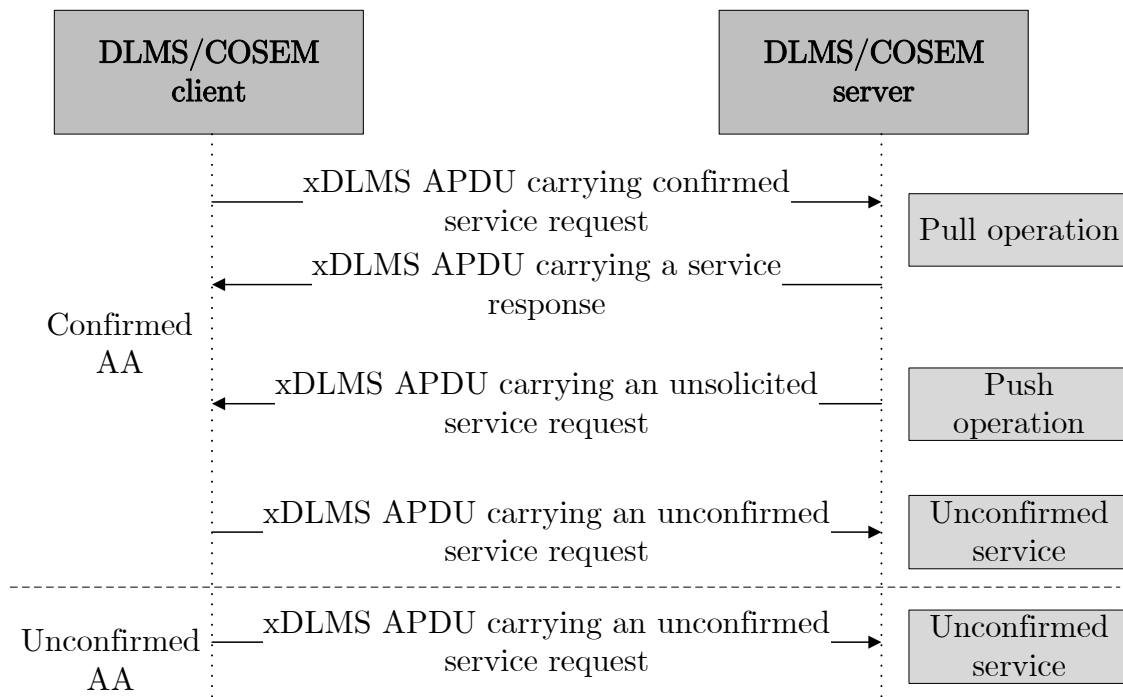 DLMS/COSEM
client
DLMS/COSEM
server
xDLMS APDU carrying confirmed
service request
Pull operation
xDLMS APDU carrying a service
response
Confirmed
AA
xDLMS APDU carrying an unsolicited
service request
Push
operation
xDLMS APDU carrying an unconfirmed
service request
Unconfirmed
service
Unconfirmed
AA
xDLMS APDU carrying an unconfirmed
service request
Unconfirmed
service